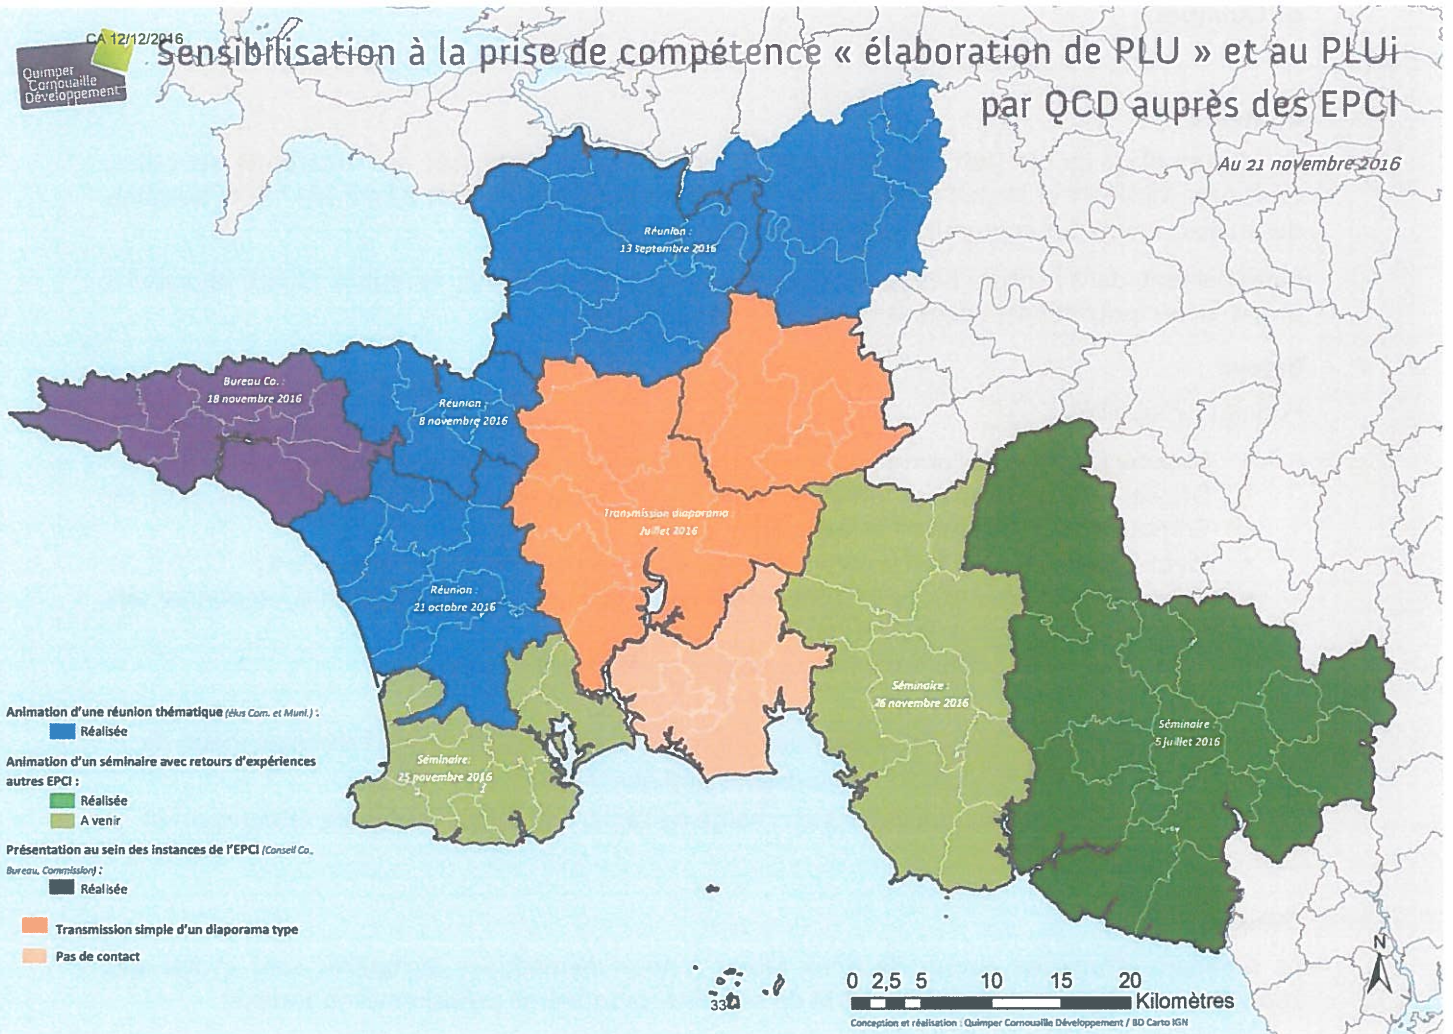 CA 12/12/2016
Quimper
Cornouaille
Développement
Sensibilisation à la prise de compétence « élaboration de PLU » et au PLUi
par QCD auprès des EPCI
Au 21 novembre 2016
Réunion :
13 Septembre 2016
Bureau Co. :
18 novembre 2016
Réunion :
8 novembre 2016
Transmission diaporama :
Juillet 2016
Réunion :
21 octobre 2016
Séminaire :
26 novembre 2016
Séminaire :
5 juillet 2016
Séminaire:
25 novembre 2016
Animation d'une réunion thématique (élus Com. et Muni.) :
Réalisée
Animation d'un séminaire avec retours d'expériences
autres EPCI :
Réalisée
A venir
Présentation au sein des instances de l'EPCI (Conseil Co.,
Bureau, Commission) :
Réalisée
Transmission simple d'un diaporama type
Pas de contact
33
N
0 2,5 5 10 15 20
Kilomètres
Conception et réalisation : Quimper Cornouaille Développement / BD Carto IGN